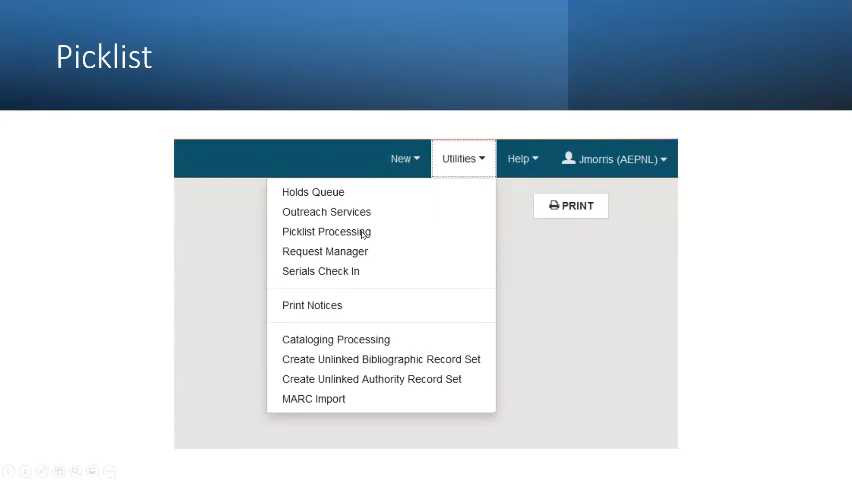 Picklist
New Utilities Help Jmorris (AEPNL)
Holds Queue
PRINT
Outreach Services
Picklist Processing
Request Manager
Serials Check In
Print Notices
Cataloging Processing
Create Unlinked Bibliographic Record Set
Create Unlinked Authority Record Set
MARC Import